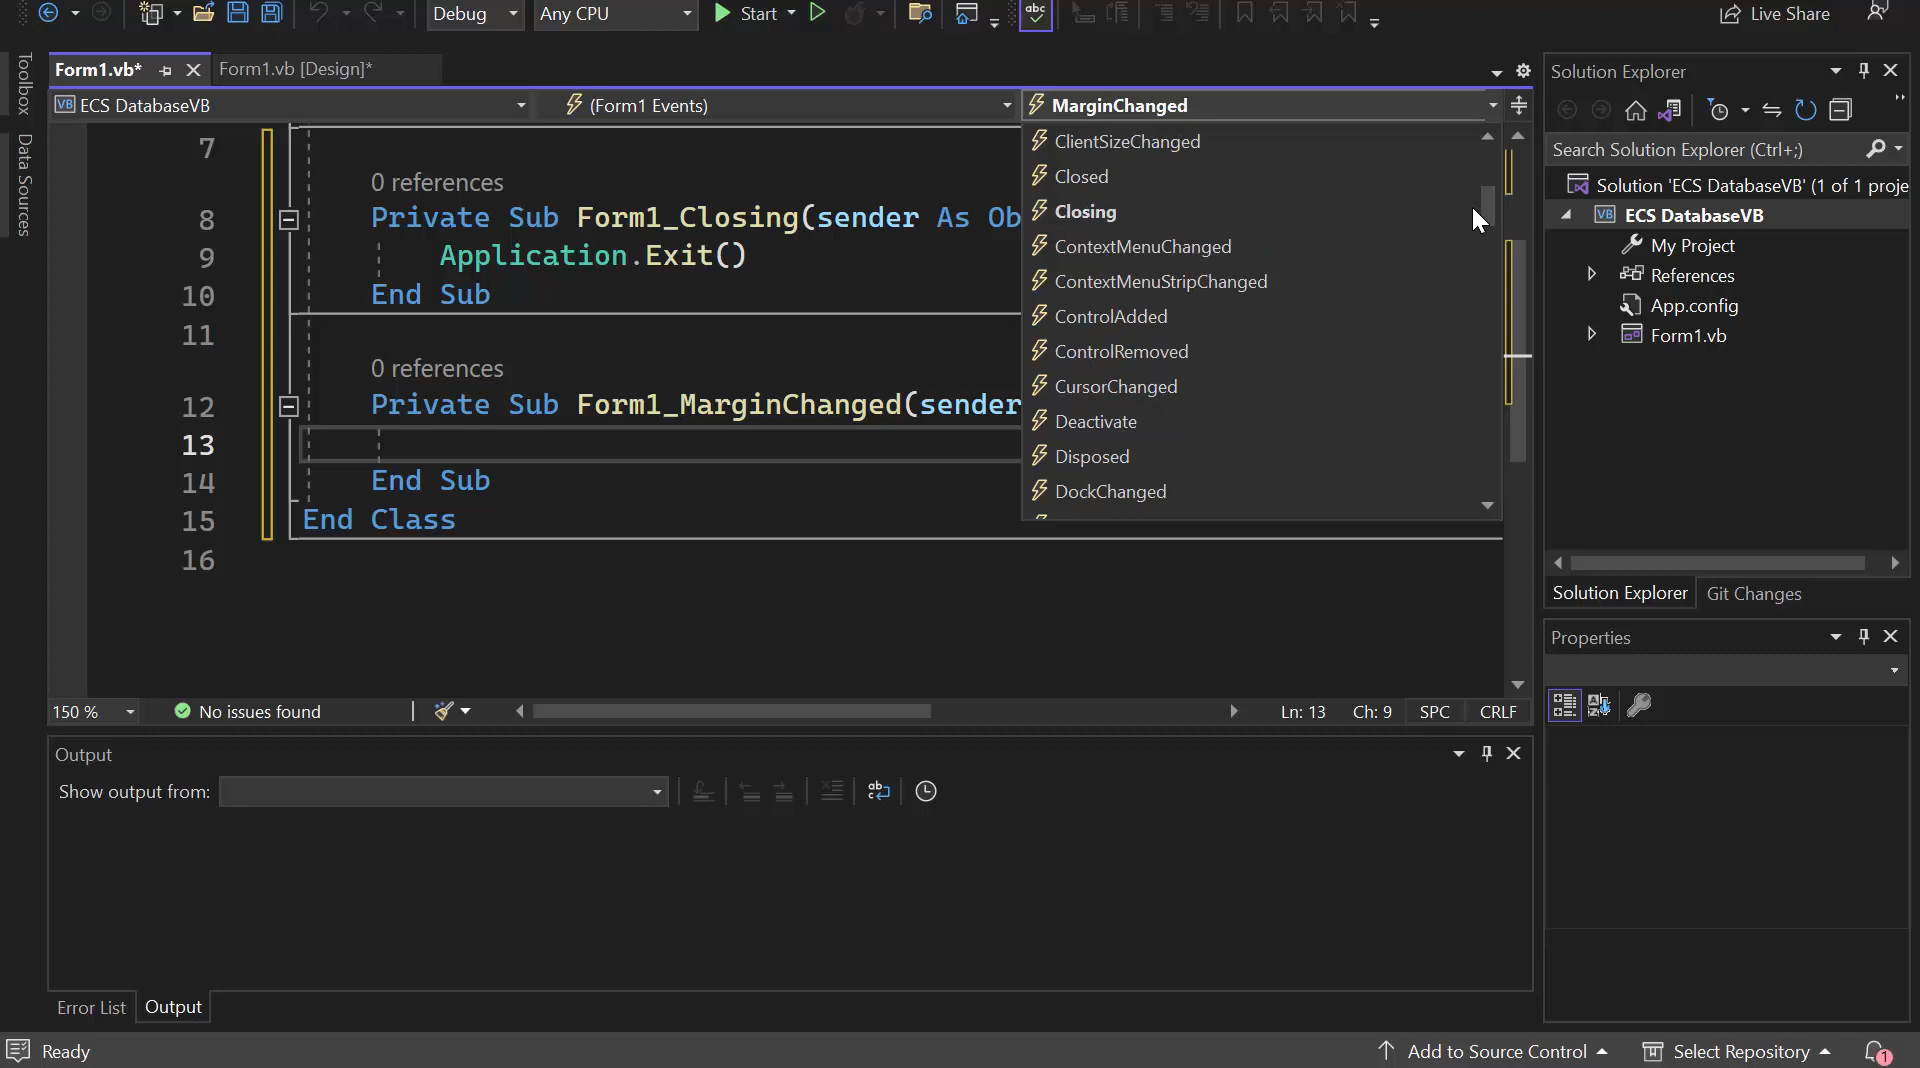 Debug
Any CPU
Start
abc
Live Share
Toolbox
Data Sources
Form1.vb*
Form1.vb [Design]*
VB ECS DatabaseVB
(Form1 Events)
MarginChanged
ClientSizeChanged
Closed
Closing
ContextMenuChanged
ContextMenuStripChanged
ControlAdded
ControlRemoved
CursorChanged
Deactivate
Disposed
DockChanged
7
0 references
8 Private Sub Form1_Closing(sender As Ob
9 Application.Exit()
10 End Sub
11
0 references
12 Private Sub Form1_MarginChanged(sender
13
14 End Sub
15 End Class
16
150 %
No issues found
Ln: 13 Ch: 9 SPC CRLF
Output
Show output from:
Error List Output
Solution Explorer
Search Solution Explorer (Ctrl+;)
Solution 'ECS DatabaseVB' (1 of 1 proje
VB ECS DatabaseVB
My Project
References
App.config
Form1.vb
Solution Explorer Git Changes
Properties
Ready
Add to Source Control
Select Repository
1